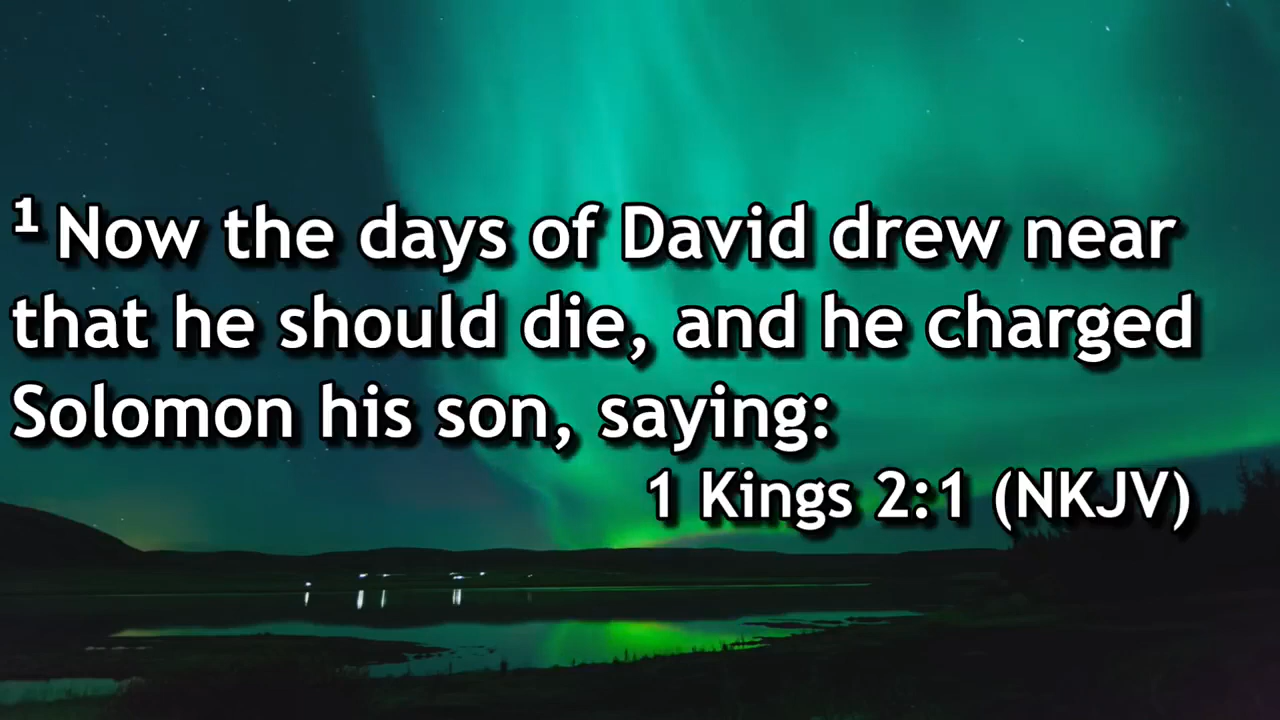 1 Now the days of David drew near
that he should die, and he charged
Solomon his son, saying:
1 Kings 2:1 (NKJV)